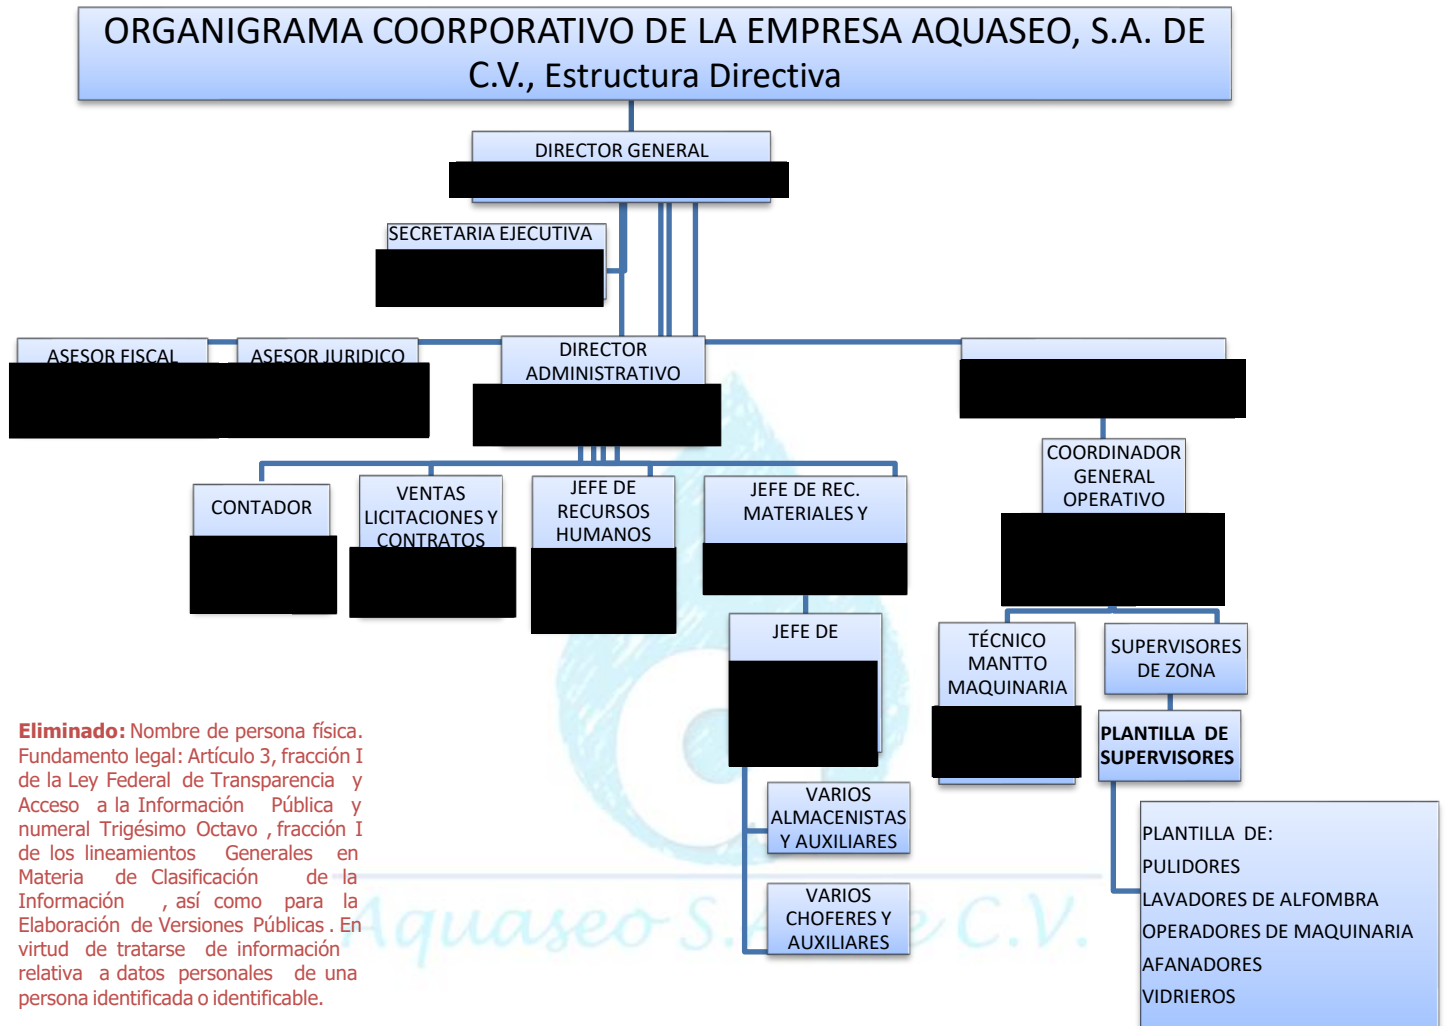 ORGANIGRAMA COORPORATIVO DE LA EMPRESA AQUASEO, S.A. DE
C.V., Estructura Directiva
DIRECTOR GENERAL
SECRETARIA EJECUTIVA
ASESOR FISCAL
ASESOR JURIDICO
DIRECTOR
ADMINISTRATIVO
CONTADOR
VENTAS
LICITACIONES Y
CONTRATOS
JEFE DE
RECURSOS
HUMANOS
JEFE DE REC.
MATERIALES Y
COORDINADOR
GENERAL
OPERATIVO
JEFE DE
TÉCNICO
MANTTO
MAQUINARIA
SUPERVISORES
DE ZONA
PLANTILLA DE
SUPERVISORES
VARIOS
ALMACENISTAS
Y AUXILIARES
VARIOS
CHOFERES Y
AUXILIARES
PLANTILLA DE:
PULIDORES
LAVADORES DE ALFOMBRA
OPERADORES DE MAQUINARIA
AFANADORES
VIDRIEROS
Eliminado: Nombre de persona física.
Fundamento legal: Artículo 3, fracción I
de la Ley Federal de Transparencia y
Acceso a la Información Pública y
numeral Trigésimo Octavo , fracción I
de los lineamientos Generales en
Materia de Clasificación de la
Información , así como para la
Elaboración de Versiones Públicas . En
virtud de tratarse de información
relativa a datos personales de una
persona identificada o identificable.
Aquaseo S.A. de C.V.